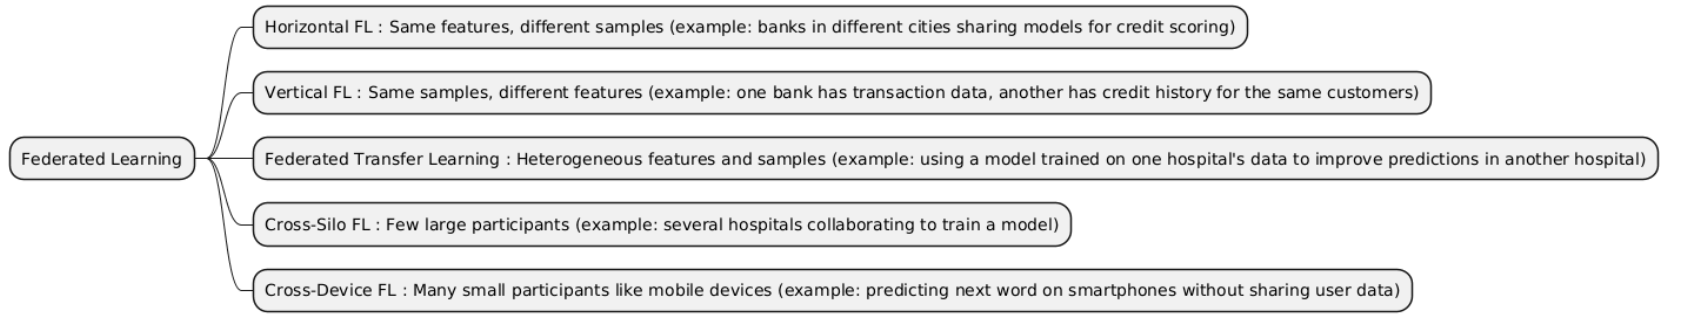 Horizontal FL : Same features, different samples (example: banks in different cities sharing models for credit scoring)
Vertical FL : Same samples, different features (example: one bank has transaction data, another has credit history for the same customers)
Federated Learning
Federated Transfer Learning : Heterogeneous features and samples (example: using a model trained on one hospital's data to improve predictions in another hospital)
Cross-Silo FL : Few large participants (example: several hospitals collaborating to train a model)
Cross-Device FL : Many small participants like mobile devices (example: predicting next word on smartphones without sharing user data)